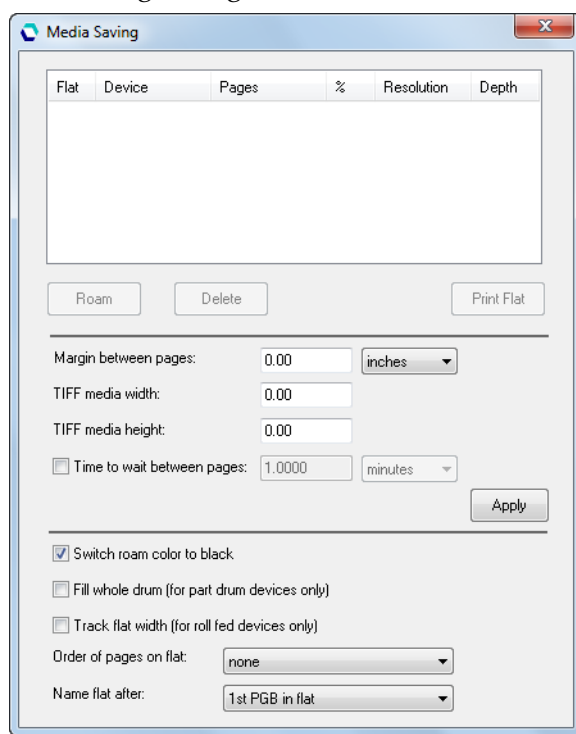 Media Saving
Flat Device Pages % Resolution Depth
Roam Delete Print Flat
Margin between pages: 0.00 inches
TIFF media width: 0.00
TIFF media height: 0.00
Time to wait between pages: 1.0000 minutes
Apply
Switch roam color to black
Fill whole drum (for part drum devices only)
Track flat width (for roll fed devices only)
Order of pages on flat: none
Name flat after: 1st PGB in flat